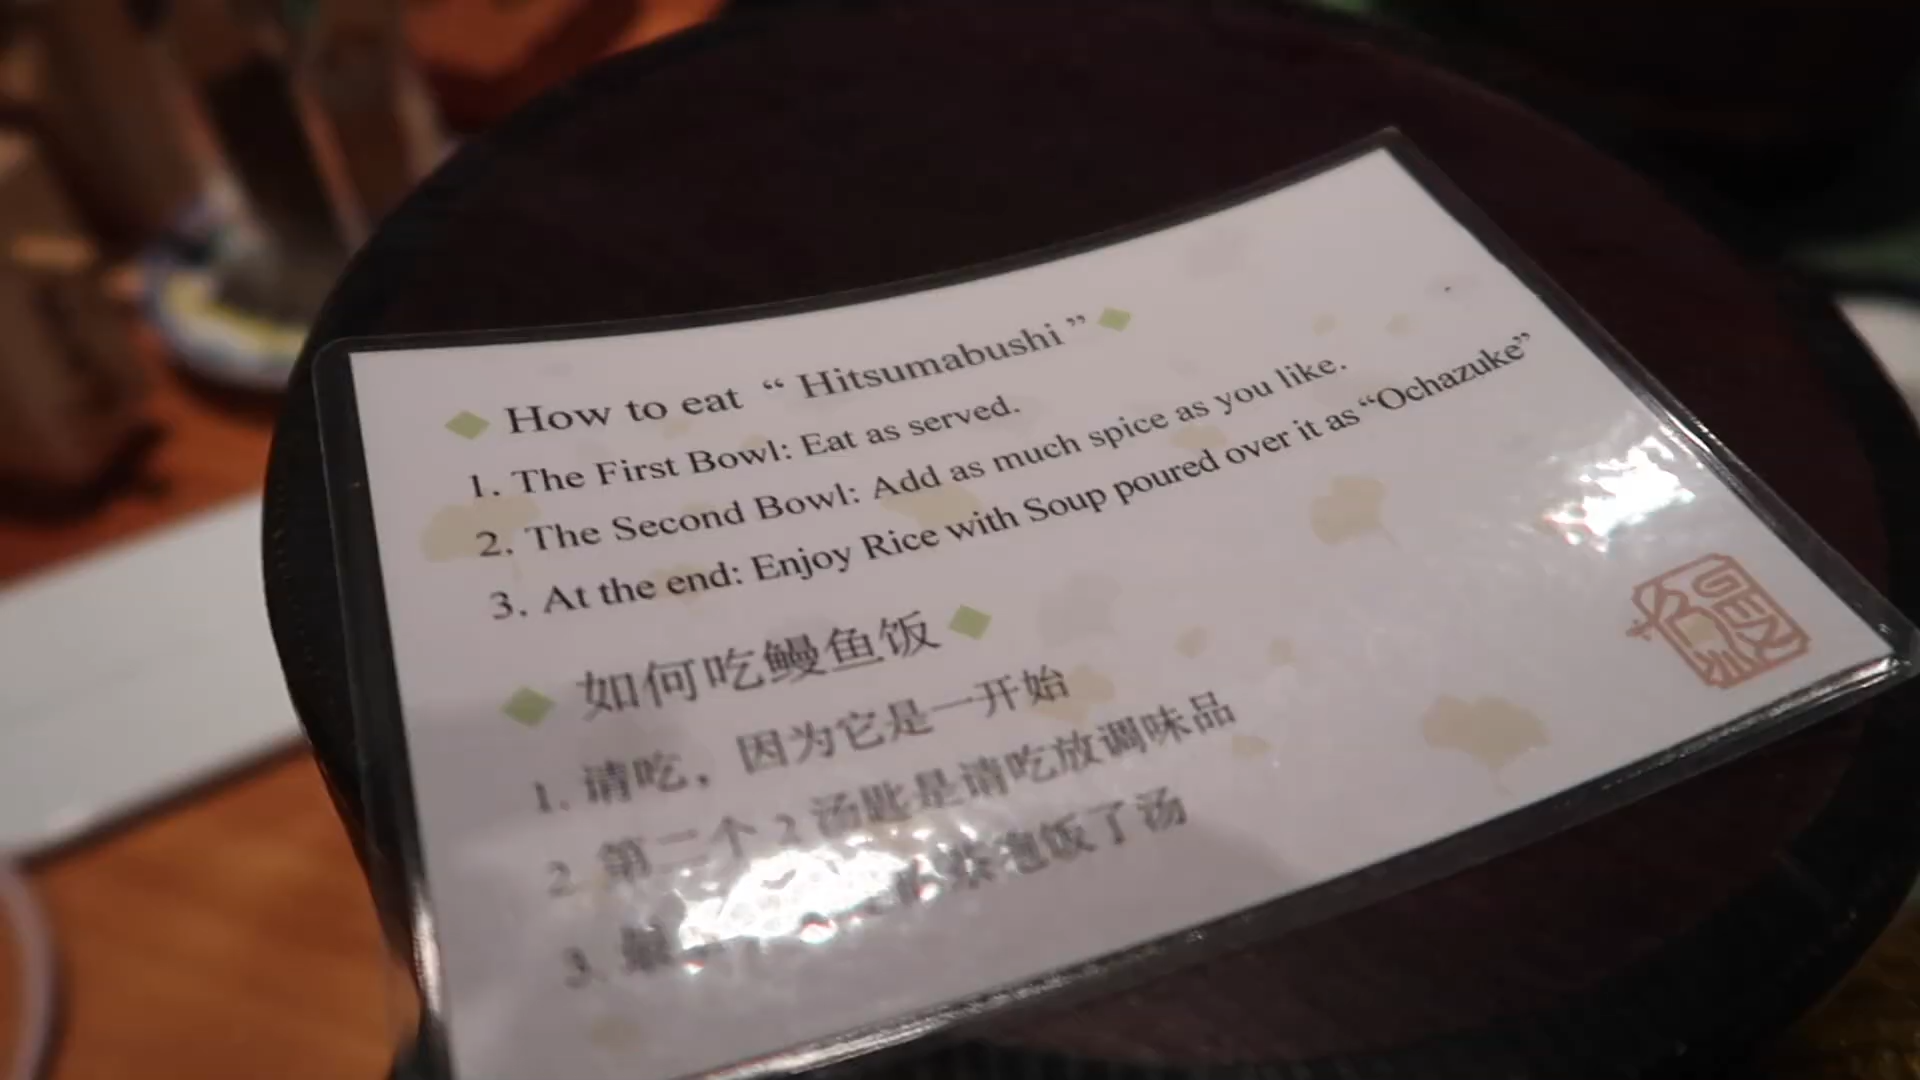 How to eat “ Hitsumabushi ”
1. The First Bowl: Eat as served.
2. The Second Bowl: Add as much spice as you like.
3. At the end: Enjoy Rice with Soup poured over it as “Ochazuke”
如何吃鳗鱼饭
1. 请吃，因为它是一开始
2. 第二个 2 汤匙是请吃放调味品
3. 最 泡饭了汤
GEN